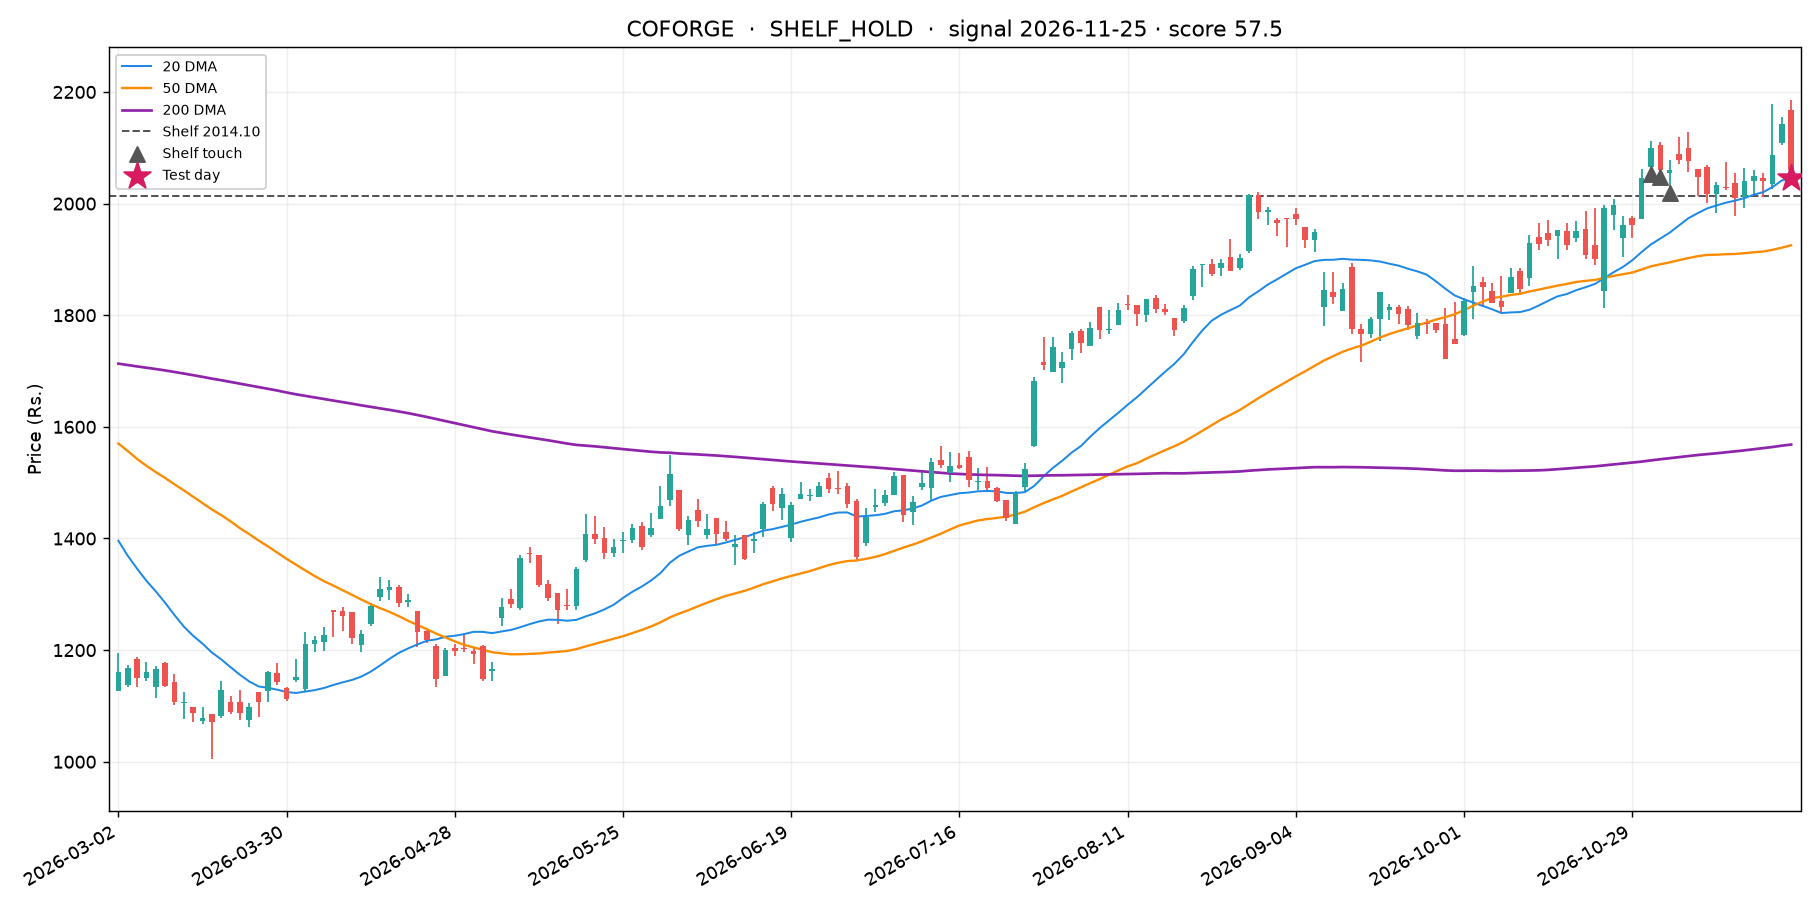 COFORGE · SHELF_HOLD · signal 2026-11-25 · score 57.5
20 DMA
50 DMA
200 DMA
Shelf 2014.10
Shelf touch
Test day
Price (Rs.)
2200
2000
1800
1600
1400
1200
1000
2026-03-02
2026-03-30
2026-04-28
2026-05-25
2026-06-19
2026-07-16
2026-08-11
2026-09-04
2026-10-01
2026-10-29